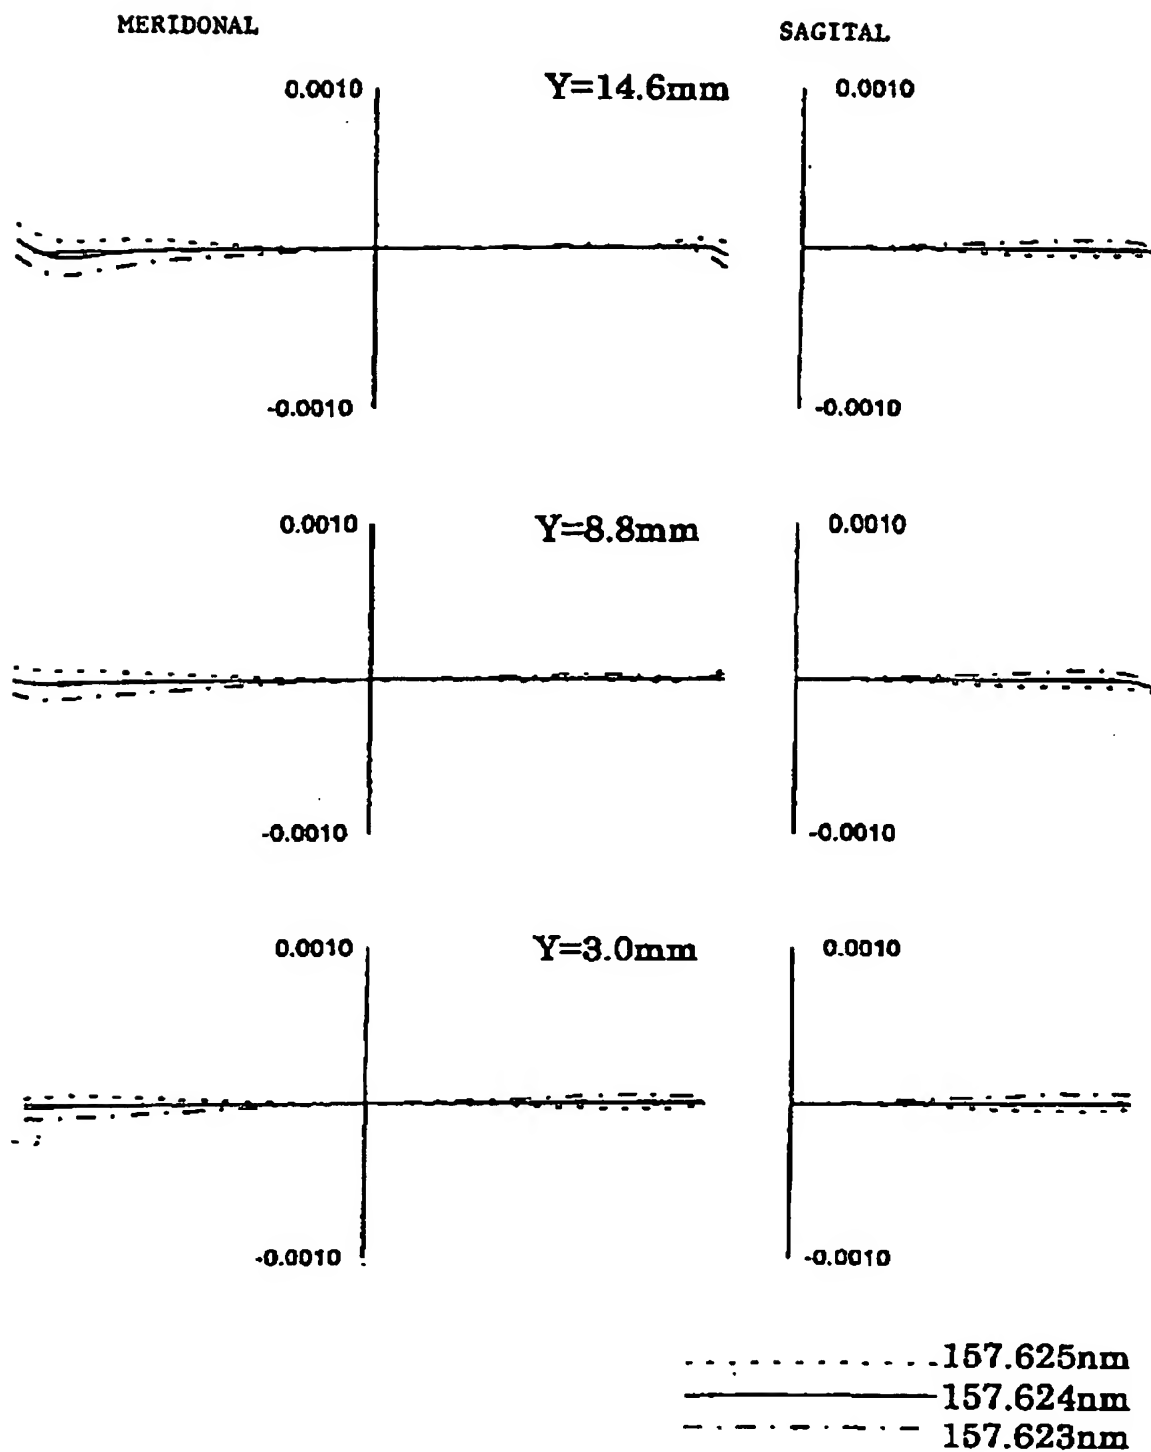 MERIDONAL SAGITAL
0.0010 Y=14.6mm 0.0010
-0.0010 -0.0010
0.0010 Y=8.8mm 0.0010
-0.0010 -0.0010
0.0010 Y=3.0mm 0.0010
-0.0010 -0.0010
157.625nm
157.624nm
157.623nm